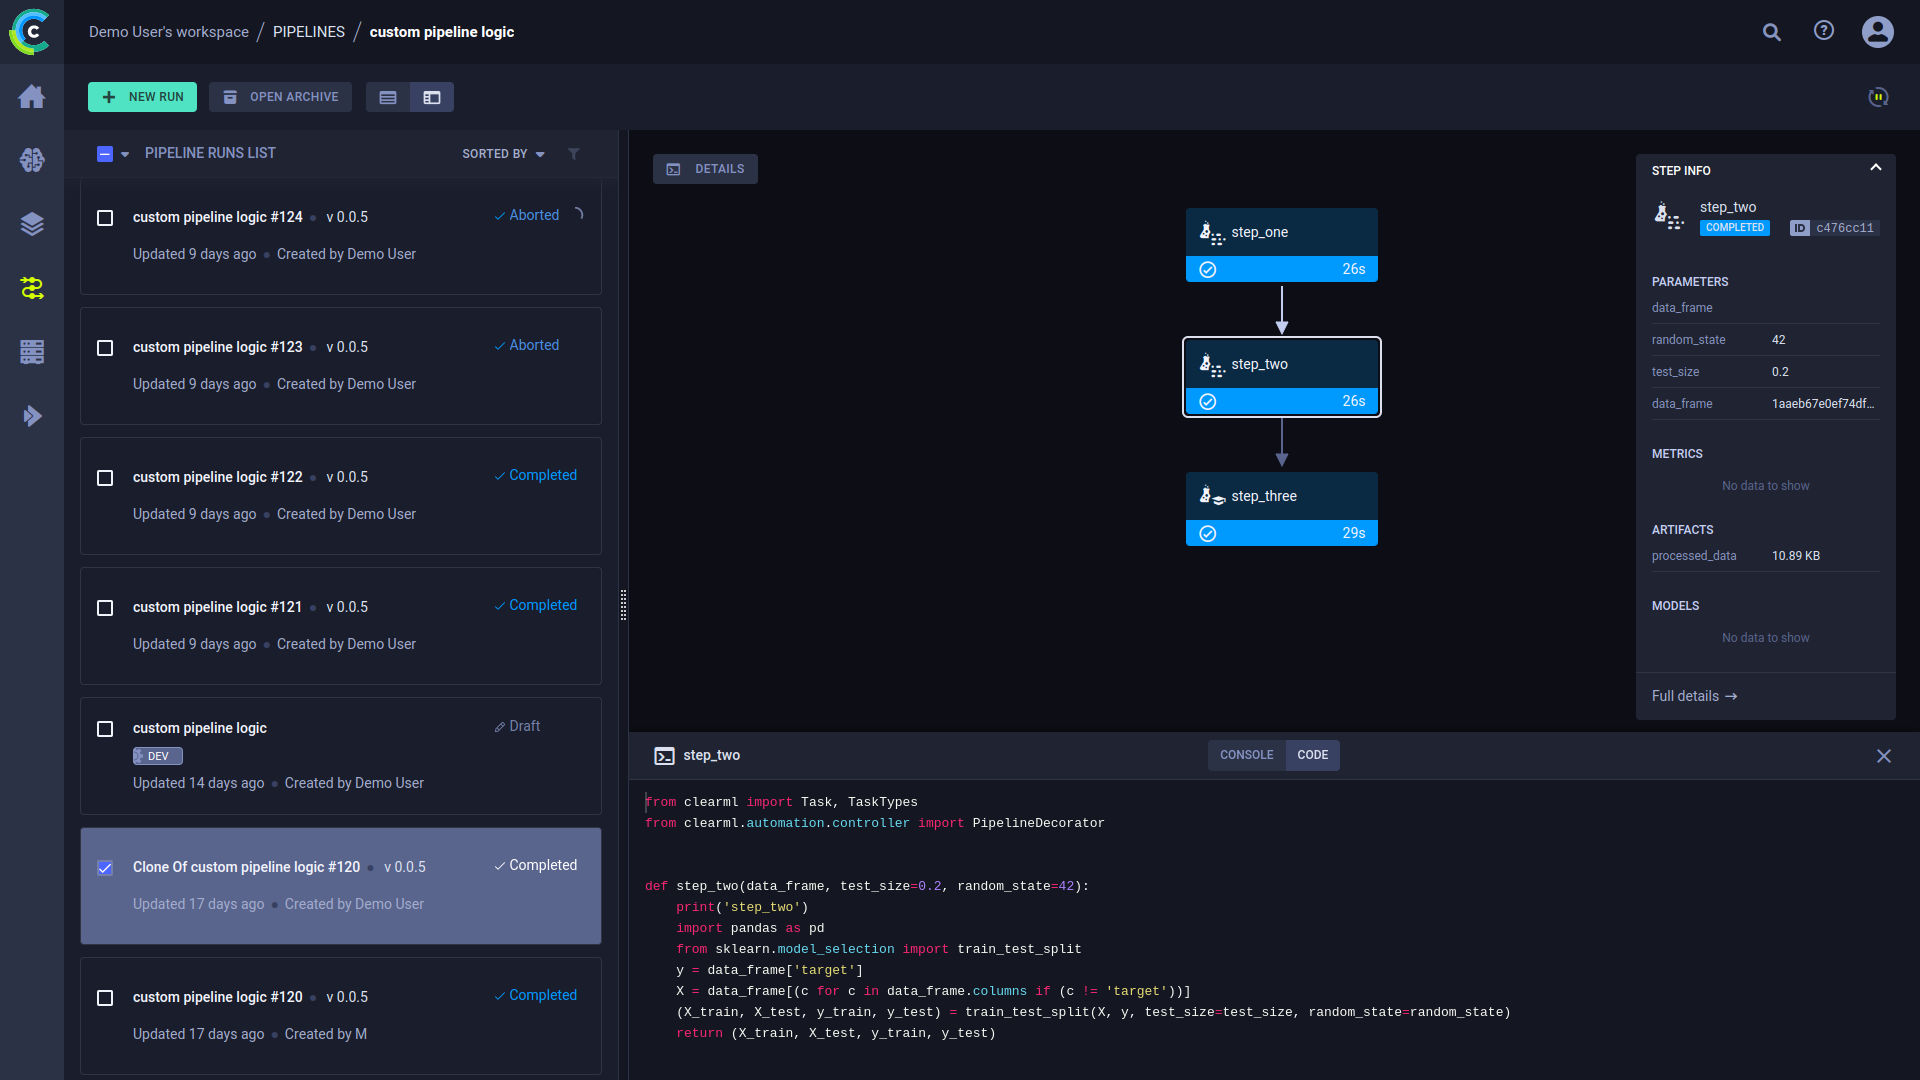 Demo User's workspace / PIPELINES / custom pipeline logic
NEW RUN
OPEN ARCHIVE
PIPELINE RUNS LIST
SORTED BY
custom pipeline logic #124 • v 0.0.5
Aborted
Updated 9 days ago • Created by Demo User
custom pipeline logic #123 • v 0.0.5
Aborted
Updated 9 days ago • Created by Demo User
custom pipeline logic #122 • v 0.0.5
Completed
Updated 9 days ago • Created by Demo User
custom pipeline logic #121 • v 0.0.5
Completed
Updated 9 days ago • Created by Demo User
custom pipeline logic
Draft
DEV
Updated 14 days ago • Created by Demo User
Clone Of custom pipeline logic #120 • v 0.0.5
Completed
Updated 17 days ago • Created by Demo User
custom pipeline logic #120 • v 0.0.5
Completed
Updated 17 days ago • Created by M
DETAILS
step_one
26s
step_two
26s
step_three
29s
STEP INFO
step_two
COMPLETED
ID c476cc11
PARAMETERS
data_frame
random_state 42
test_size 0.2
data_frame 1aaeb67e0ef74df...
METRICS
No data to show
ARTIFACTS
processed_data 10.89 KB
MODELS
No data to show
Full details →
step_two
CONSOLE
CODE
from clearml import Task, TaskTypes
from clearml.automation.controller import PipelineDecorator
def step_two(data_frame, test_size=0.2, random_state=42):
    print('step_two')
    import pandas as pd
    from sklearn.model_selection import train_test_split
    y = data_frame['target']
    X = data_frame[(c for c in data_frame.columns if (c != 'target'))]
    (X_train, X_test, y_train, y_test) = train_test_split(X, y, test_size=test_size, random_state=random_state)
    return (X_train, X_test, y_train, y_test)